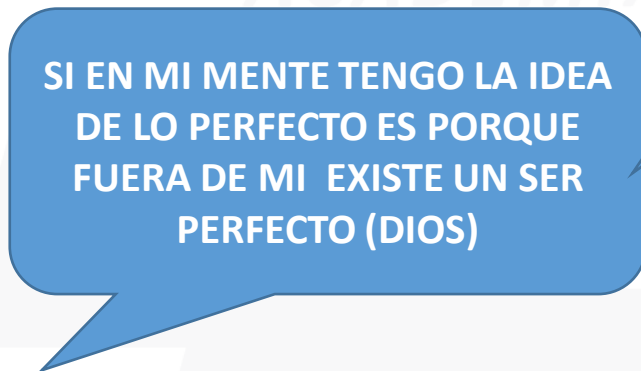 SI EN MI MENTE TENGO LA IDEA
DE LO PERFECTO ES PORQUE
FUERA DE MI EXISTE UN SER
PERFECTO (DIOS)